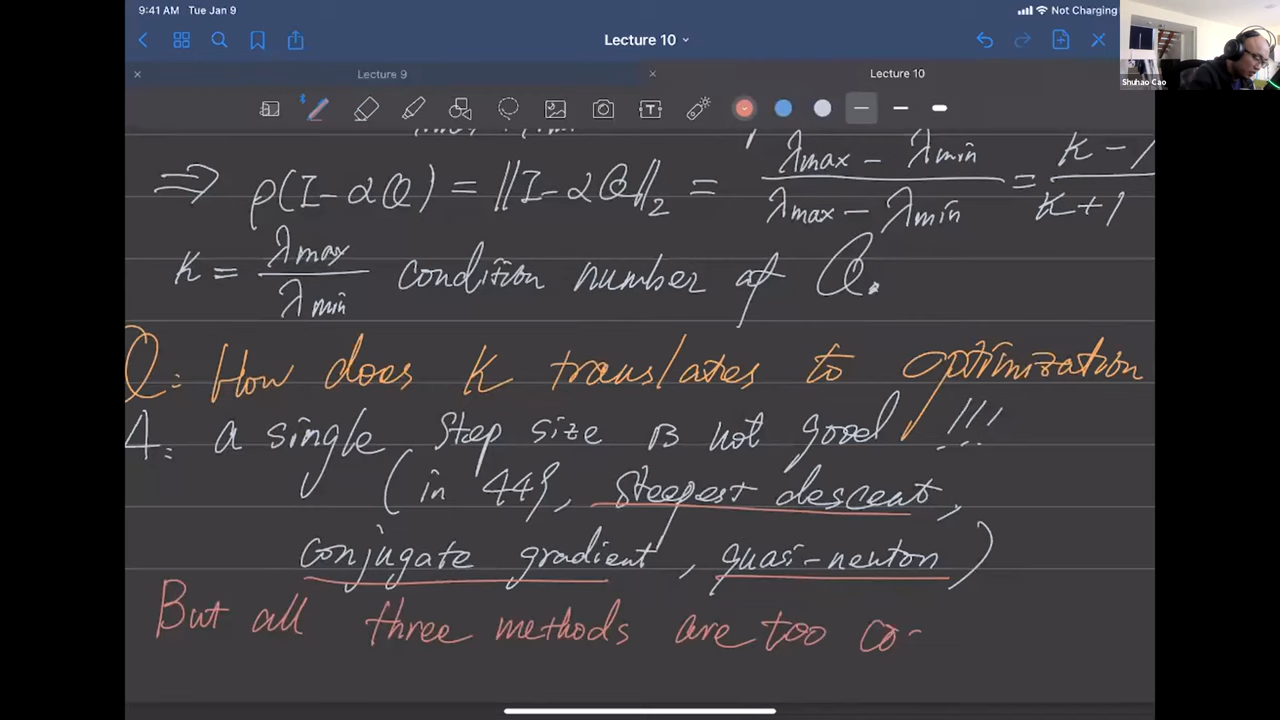 9:41 AM Tue Jan 9
Not Charging
Lecture 10
Shuhao Cao
Lecture 9
Lecture 10
⇒ ρ(I-αQ) = ||I-αQ||₂ = (λmax - λmin)/(λmax - λmin) = (κ-1)/(κ+1)
κ = λmax/λmin condition number of Q.
Q: How does κ translates to optimization
A: a single step size is not good !!!
(in 449, steepest descent,
conjugate gradient, quasi-newton)
But all three methods are too co